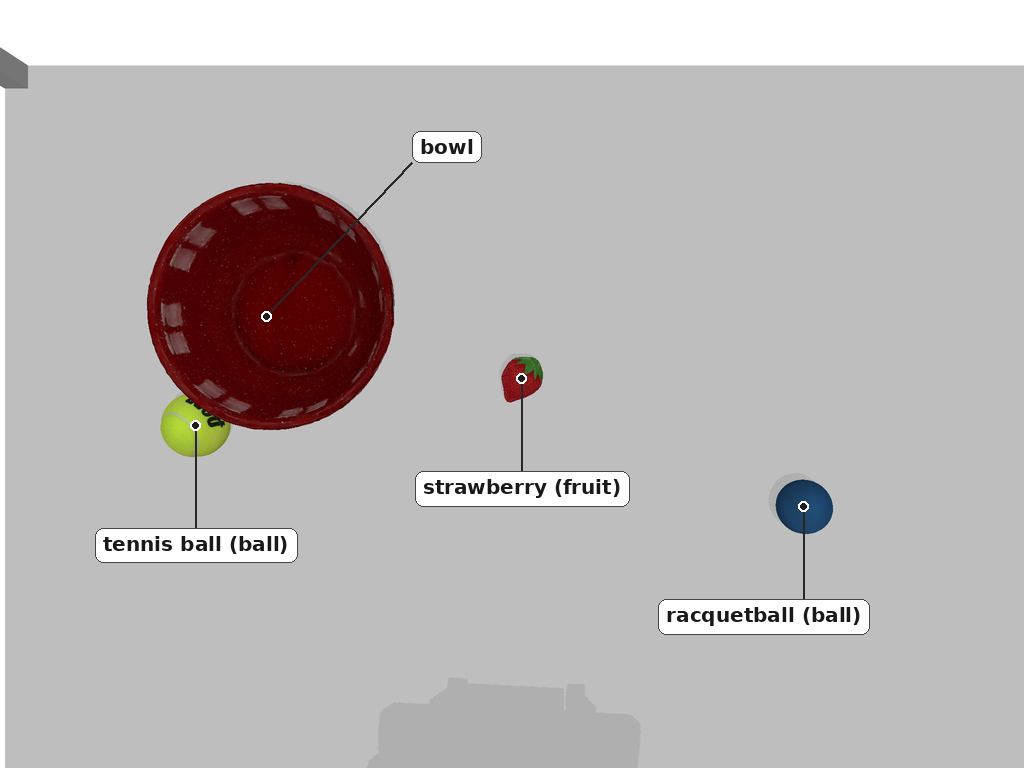 bowl
strawberry (fruit)
tennis ball (ball)
racquetball (ball)